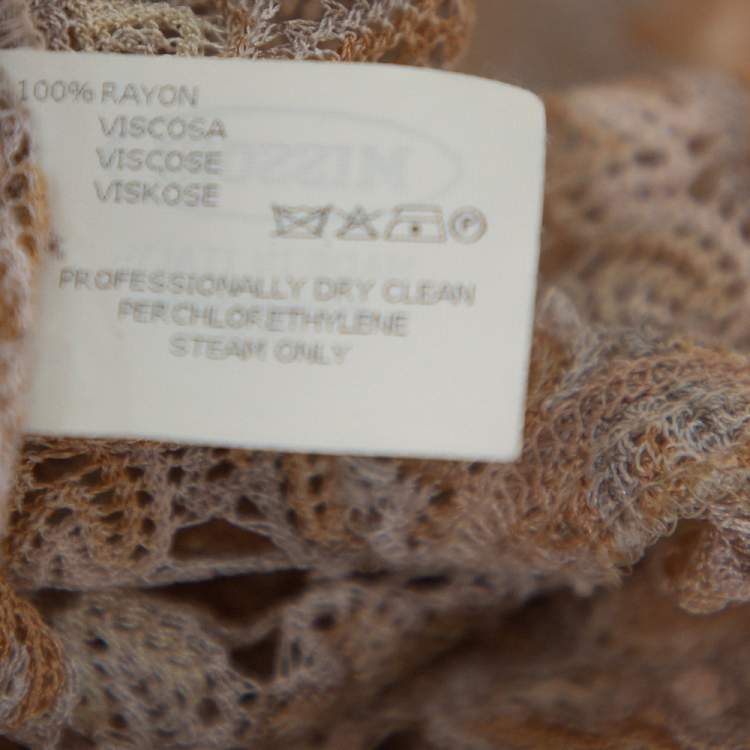 100% RAYON
VISCOSA
VISCOSE
VISKOSE
PROFESSIONALLY DRY CLEAN
PERCHLORETHYLENE
STEAM ONLY